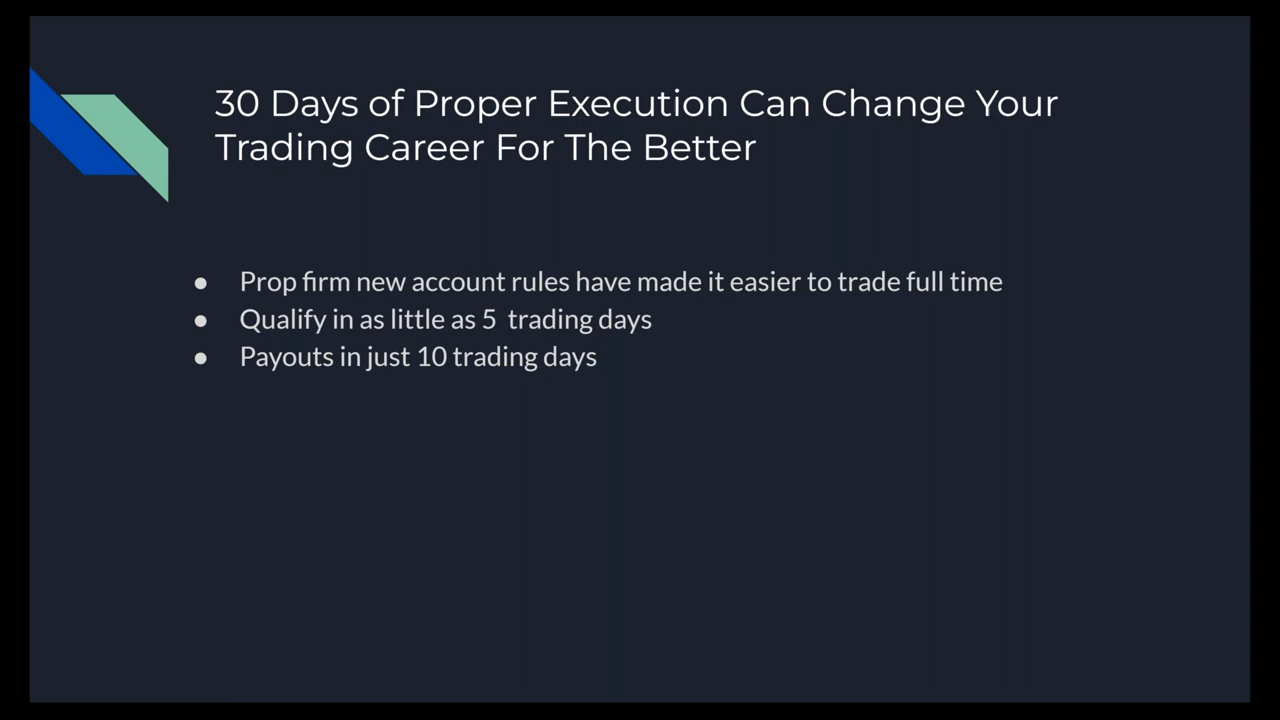 30 Days of Proper Execution Can Change Your
Trading Career For The Better
● Prop firm new account rules have made it easier to trade full time
● Qualify in as little as 5  trading days
● Payouts in just 10 trading days